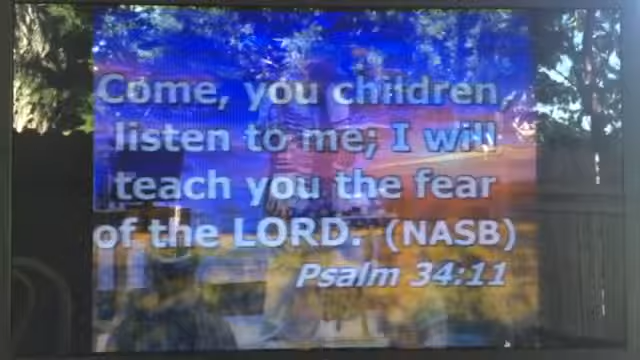 Come, you children,
listen to me; I will
teach you the fear
of the LORD. (NASB)
Psalm 34:11